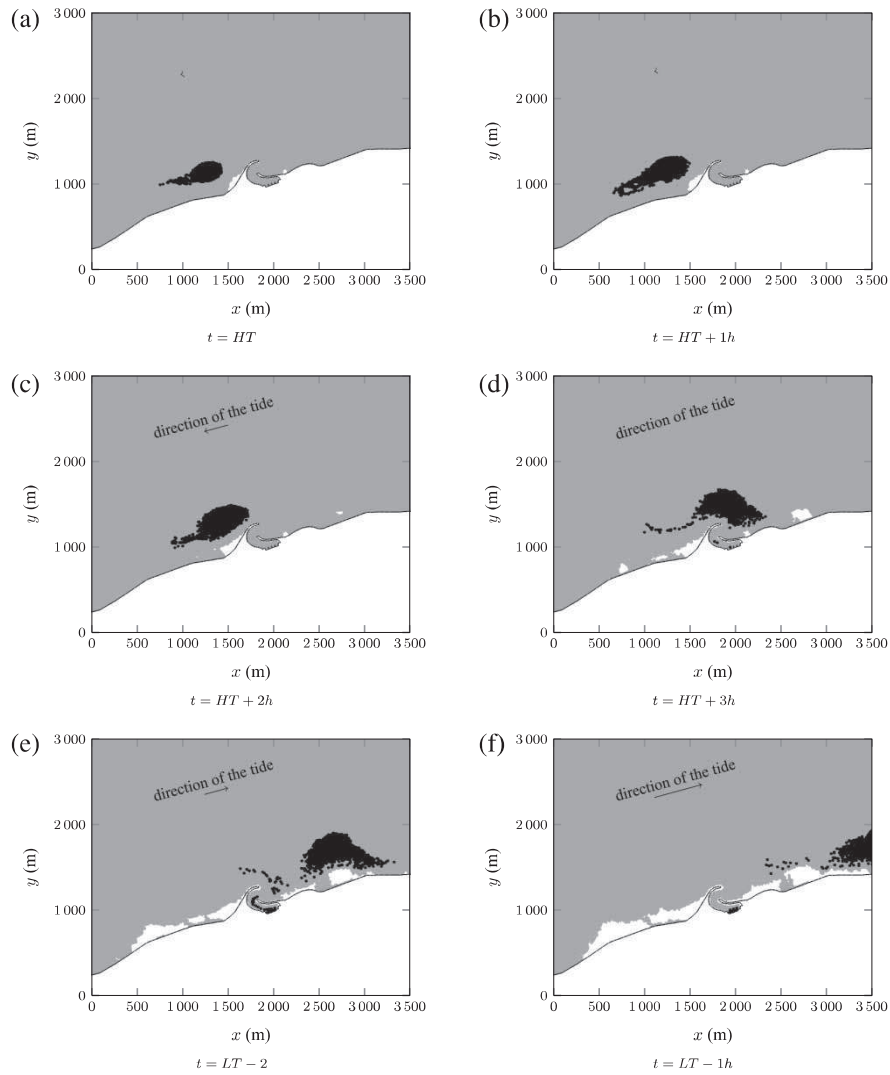 (a)
3 000
2 000
1 000
0
y (m)
0 500 1 000 1 500 2 000 2 500 3 000 3 500
x (m)
t = HT
(b)
3 000
2 000
1 000
0
y (m)
0 500 1 000 1 500 2 000 2 500 3 000 3 500
x (m)
t = HT + 1h
(c)
3 000
direction of the tide
2 000
1 000
0
y (m)
0 500 1 000 1 500 2 000 2 500 3 000 3 500
x (m)
t = HT + 2h
(d)
3 000
direction of the tide
2 000
1 000
0
y (m)
0 500 1 000 1 500 2 000 2 500 3 000 3 500
x (m)
t = HT + 3h
(e)
3 000
direction of the tide
2 000
1 000
0
y (m)
0 500 1 000 1 500 2 000 2 500 3 000 3 500
x (m)
t = LT − 2
(f)
3 000
direction of the tide
2 000
1 000
0
y (m)
0 500 1 000 1 500 2 000 2 500 3 000 3 500
x (m)
t = LT − 1h